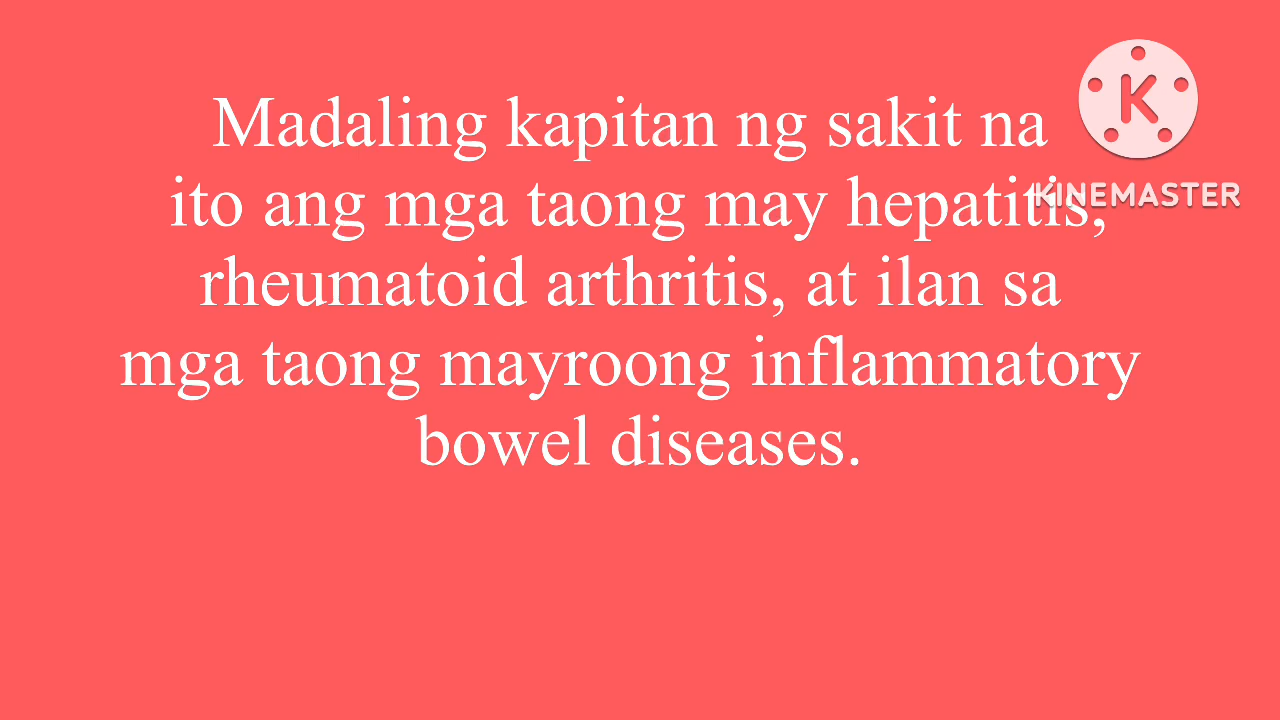 Madaling kapitan ng sakit na
ito ang mga taong may hepatitis,
rheumatoid arthritis, at ilan sa
mga taong mayroong inflammatory
bowel diseases.
K
KINEMASTER